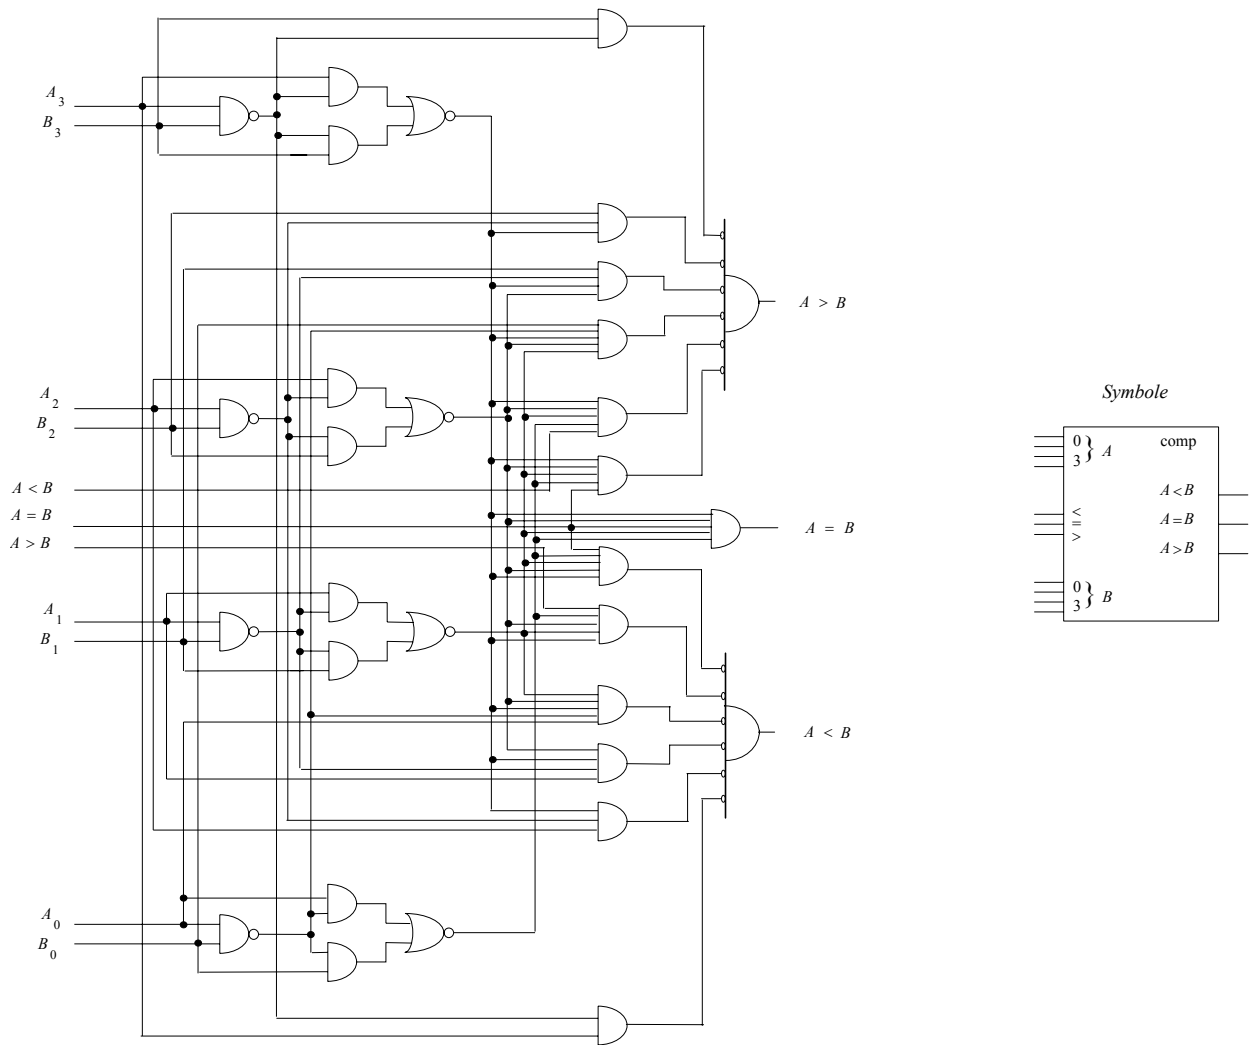 A3
B3
A > B
A2
B2
A < B
A = B
A > B
A = B
A1
B1
A < B
A0
B0
Symbole
0
3 } A
comp
A<B
<
=
>
A=B
A>B
0
3 } B